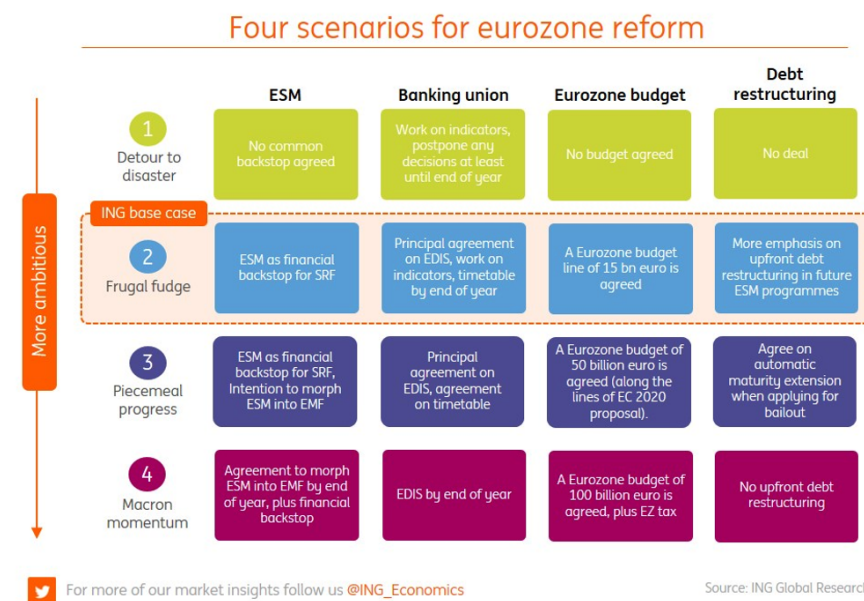 Four scenarios for eurozone reform
ESM
Banking union
Eurozone budget
Debt
restructuring
1
Detour to
disaster
No common
backstop agreed
Work on indicators,
postpone any
decisions at least
until end of year
No budget agreed
No deal
ING base case
2
Frugal fudge
ESM as financial
backstop for SRF
Principal agreement
on EDIS, work on
indicators, timetable
by end of year
A Eurozone budget
line of 15 bn euro is
agreed
More emphasis on
upfront debt
restructuring in future
ESM programmes
More ambitious
3
Piecemeal
progress
ESM as financial
backstop for SRF,
Intention to morph
ESM into EMF
Principal
agreement on
EDIS, agreement
on timetable
A Eurozone budget of
50 billion euro is
agreed (along the
lines of EC 2020
proposal).
Agree on
automatic
maturity extension
when applying for
bailout
4
Macron
momentum
Agreement to morph
ESM into EMF by end
of year, plus financial
backstop
EDIS by end of year
A Eurozone budget of
100 billion euro is
agreed, plus EZ tax
No upfront debt
restructuring
For more of our market insights follow us @ING_Economics
Source: ING Global Research